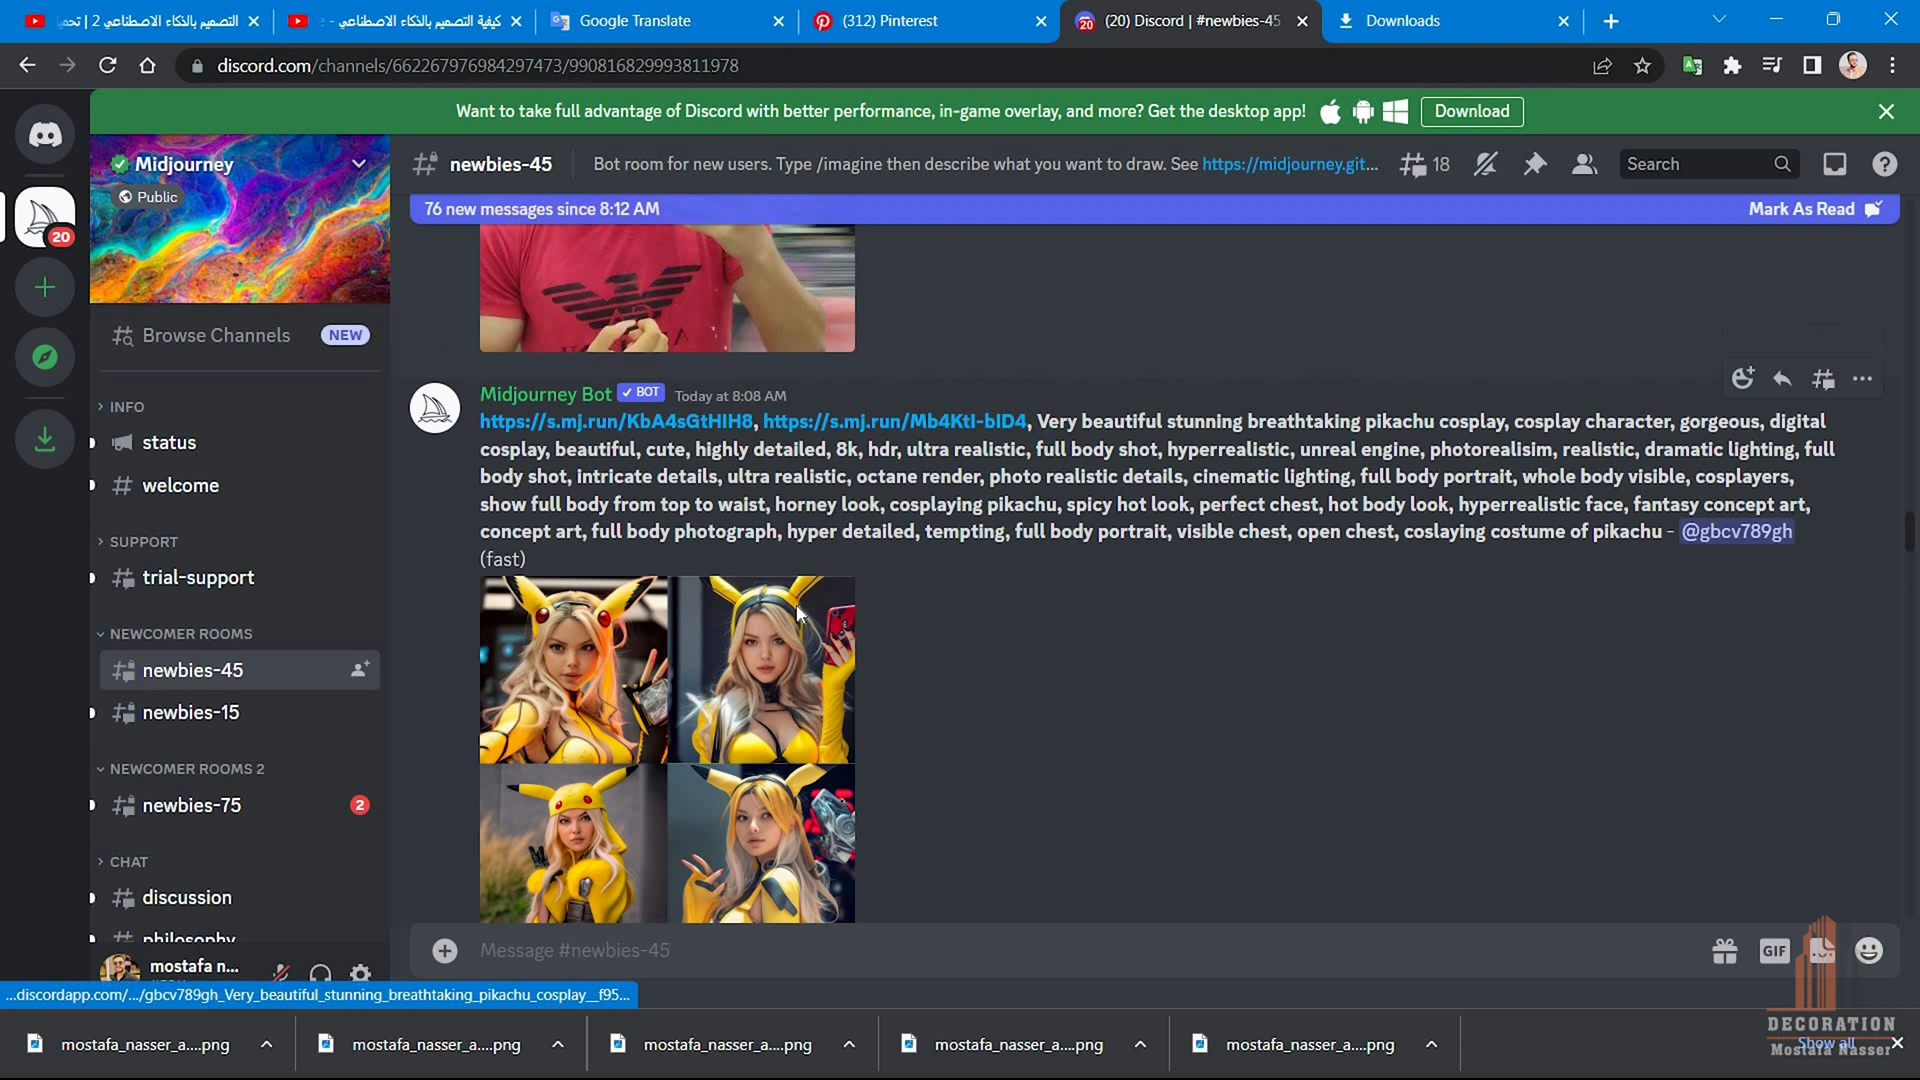 التصميم بالذكاء الاصطناعي 2 | تحميل
كيفية التصميم بالذكاء الاصطناعي -
Google Translate
(312) Pinterest
20
(20) Discord | #newbies-45
Downloads
discord.com/channels/662267976984297473/990816829993811978
Want to take full advantage of Discord with better performance, in-game overlay, and more? Get the desktop app!
Download
Midjourney
Public
20
newbies-45
Bot room for new users. Type /imagine then describe what you want to draw. See https://midjourney.git...
18
Search
76 new messages since 8:12 AM
Mark As Read
Browse Channels
NEW
INFO
status
welcome
SUPPORT
trial-support
NEWCOMER ROOMS
newbies-45
newbies-15
NEWCOMER ROOMS 2
newbies-75
2
CHAT
discussion
philosophy
mostafa n...
Midjourney Bot BOT Today at 8:08 AM
https://s.mj.run/KbA4sGtHIH8, https://s.mj.run/Mb4KtI-bID4, Very beautiful stunning breathtaking pikachu cosplay, cosplay character, gorgeous, digital
cosplay, beautiful, cute, highly detailed, 8k, hdr, ultra realistic, full body shot, hyperrealistic, unreal engine, photorealisim, realistic, dramatic lighting, full
body shot, intricate details, ultra realistic, octane render, photo realistic details, cinematic lighting, full body portrait, whole body visible, cosplayers,
show full body from top to waist, horney look, cosplaying pikachu, spicy hot look, perfect chest, hot body look, hyperrealistic face, fantasy concept art,
concept art, full body photograph, hyper detailed, tempting, full body portrait, visible chest, open chest, coslaying costume of pikachu - @gbcv789gh
(fast)
Message #newbies-45
GIF
...discordapp.com/.../gbcv789gh_Very_beautiful_stunning_breathtaking_pikachu_cosplay__f95...
mostafa_nasser_a....png
mostafa_nasser_a....png
mostafa_nasser_a....png
mostafa_nasser_a....png
mostafa_nasser_a....png
Show all
DECORATION
Mostafa Nasser